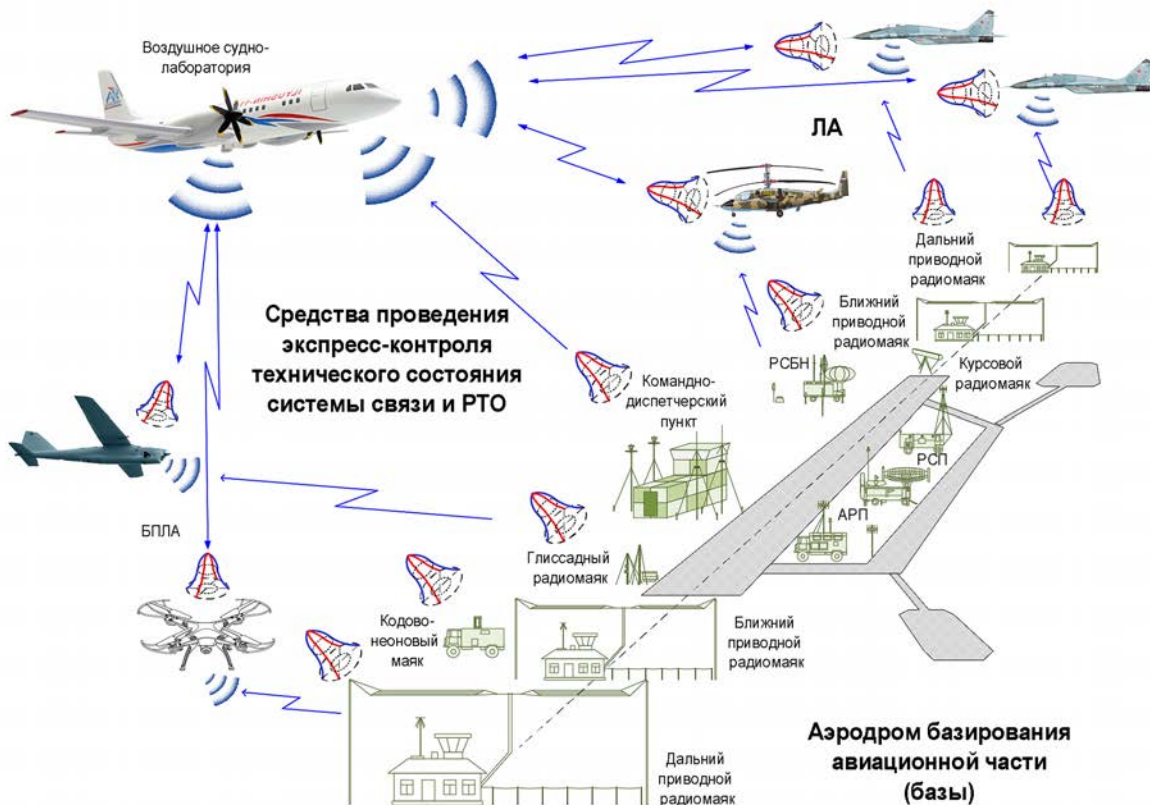 Воздушное судно-
лаборатория
ЛА
Дальний
приводной
радиомаяк
Ближний
приводной
радиомаяк
Средства проведения
экспресс-контроля
технического состояния
системы связи и РТО
РСБН
Курсовой
радиомаяк
Командно-
диспетчерский
пункт
РСП
АРП
БПЛА
Глиссадный
радиомаяк
Кодово-
неоновый
маяк
Ближний
приводной
радиомаяк
Аэродром базирования
авиационной части
(базы)
Дальний
приводной
радиомаяк